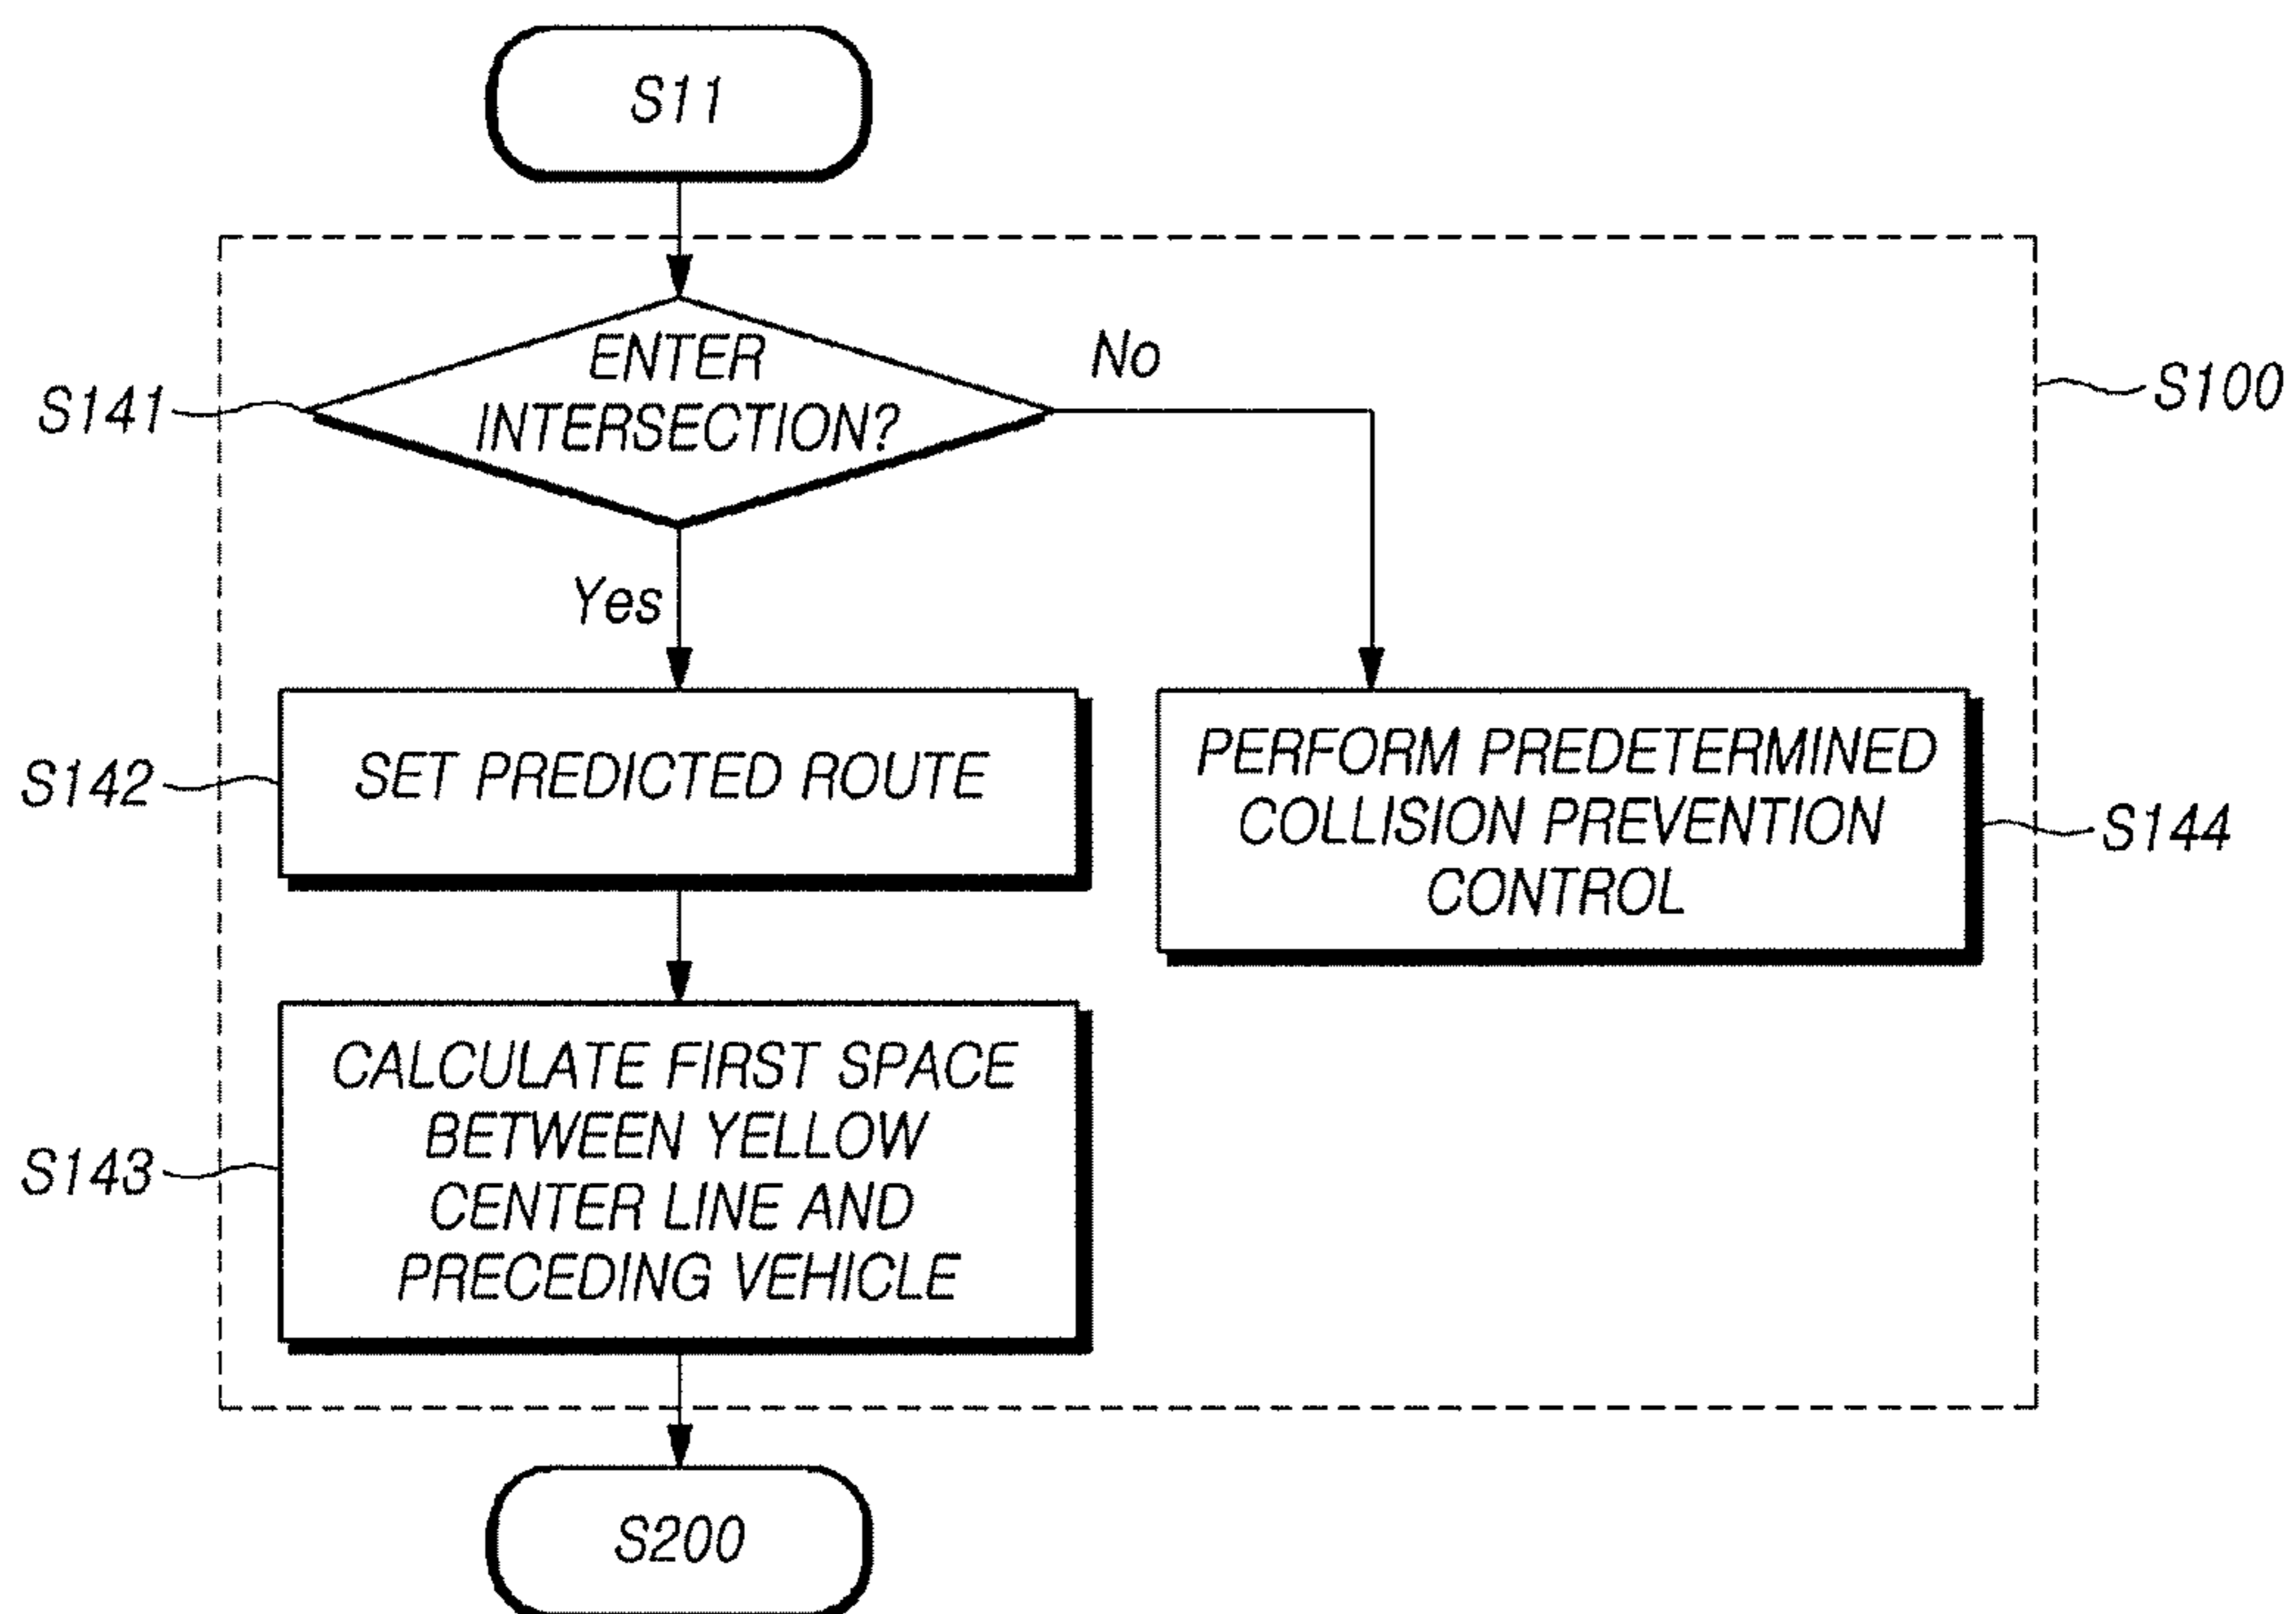 S11
ENTER
INTERSECTION?
No
S141
S100
Yes
SET PREDICTED ROUTE
S142
PERFORM PREDETERMINED
COLLISION PREVENTION
CONTROL
S144
CALCULATE FIRST SPACE
BETWEEN YELLOW
CENTER LINE AND
PRECEDING VEHICLE
S143
S200